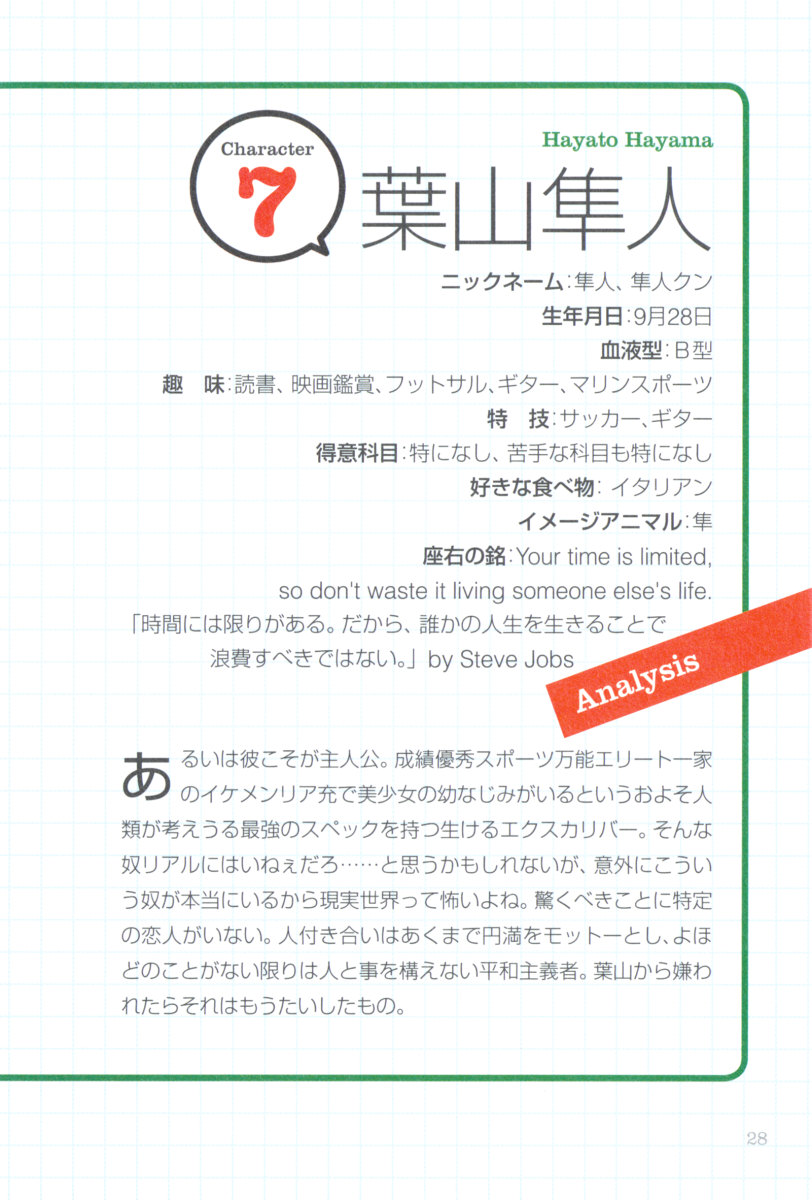 Hayato Hayama
Character
7
葉山隼人
ニックネーム:隼人、隼人クン
生年月日:9月28日
血液型:B型
趣　味:読書、映画鑑賞、フットサル、ギター、マリンスポーツ
特　技:サッカー、ギター
得意科目:特になし、苦手な科目も特になし
好きな食べ物: イタリアン
イメージアニマル:隼
座右の銘:Your time is limited,
so don't waste it living someone else's life.
「時間には限りがある。だから、誰かの人生を生きることで
浪費すべきではない。」by Steve Jobs
Analysis
あるいは彼こそが主人公。成績優秀スポーツ万能エリート一家
のイケメンリア充で美少女の幼なじみがいるというおよそ人
類が考えうる最強のスペックを持つ生けるエクスカリバー。そんな
奴リアルにはいねぇだろ……と思うかもしれないが、意外にこうい
う奴が本当にいるから現実世界って怖いよね。驚くべきことに特定
の恋人がいない。人付き合いはあくまで円満をモットーとし、よほ
どのことがない限りは人と事を構えない平和主義者。葉山から嫌わ
れたらそれはもうたいしたもの。
28